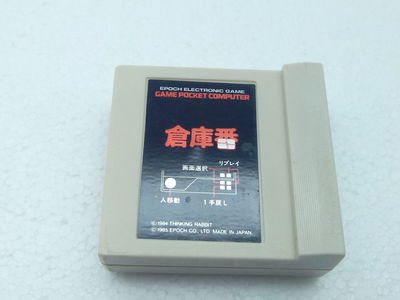 EPOCH ELECTRONIC GAME
GAME POCKET COMPUTER
倉庫番
リプレイ
画面選択
人移動 1手戻し
© 1984 THINKING RABBIT
© 1985 EPOCH CO., LTD. MADE IN JAPAN